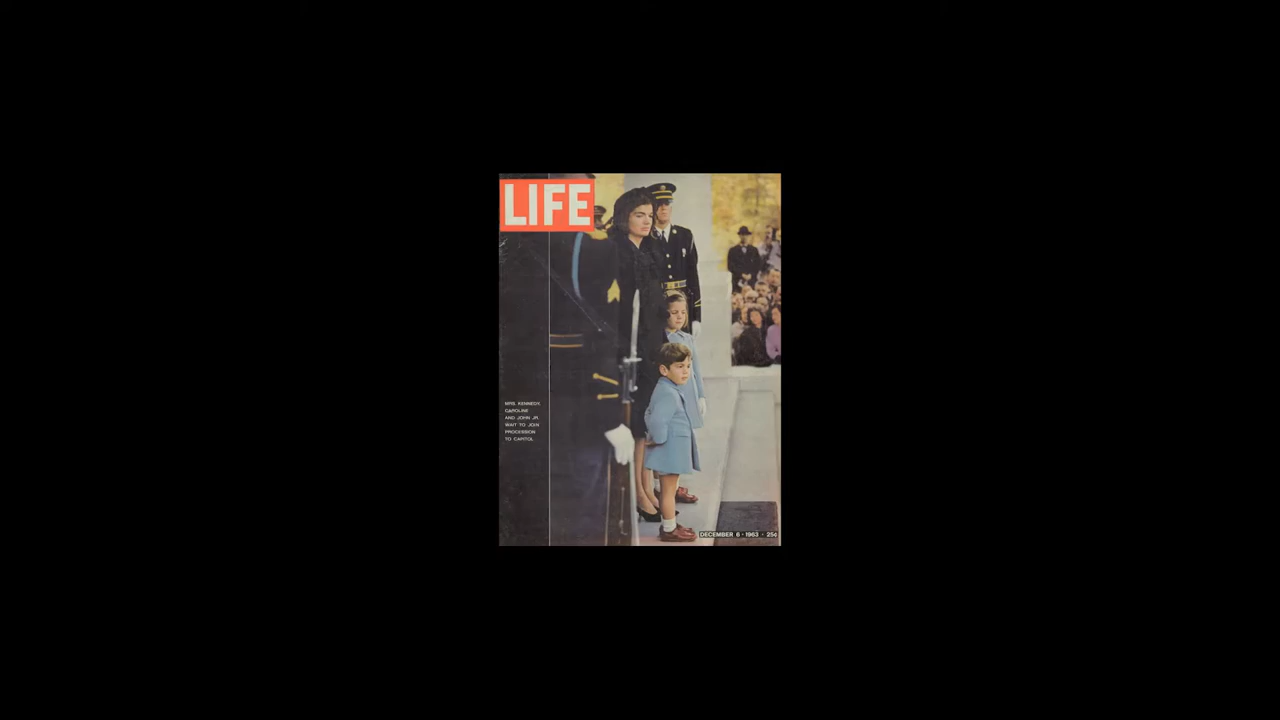 LIFE
MRS. KENNEDY,
CAROLINE
AND JOHN JR.
WAIT TO JOIN
PROCESSION
TO CAPITOL
DECEMBER 6 · 1963 · 25¢